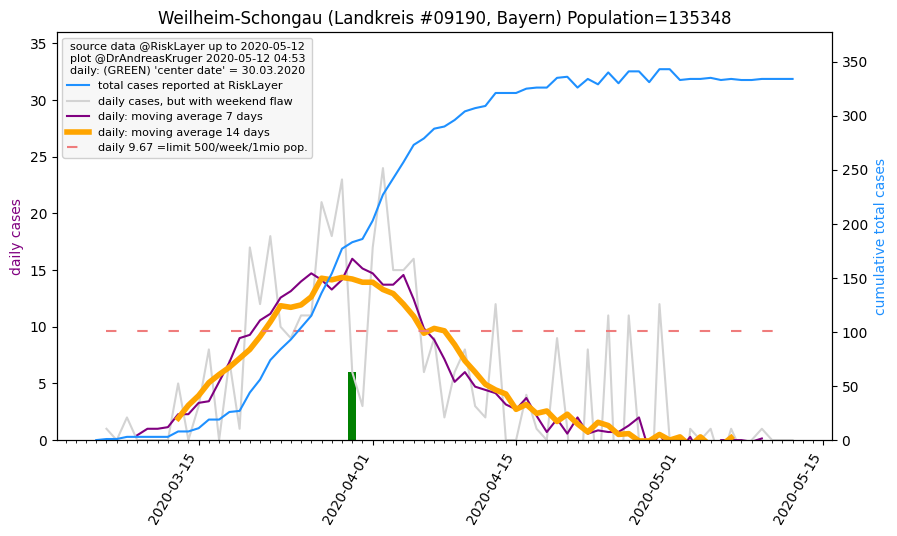 Weilheim-Schongau (Landkreis #09190, Bayern) Population=135348
source data @RiskLayer up to 2020-05-12
plot @DrAndreasKruger 2020-05-12 04:53
daily: (GREEN) 'center date' = 30.03.2020
total cases reported at RiskLayer
daily cases, but with weekend flaw
daily: moving average 7 days
daily: moving average 14 days
daily 9.67 =limit 500/week/1mio pop.
daily cases
35
30
25
20
15
10
5
0
cumulative total cases
350
300
250
200
150
100
50
0
2020-03-15
2020-04-01
2020-04-15
2020-05-01
2020-05-15